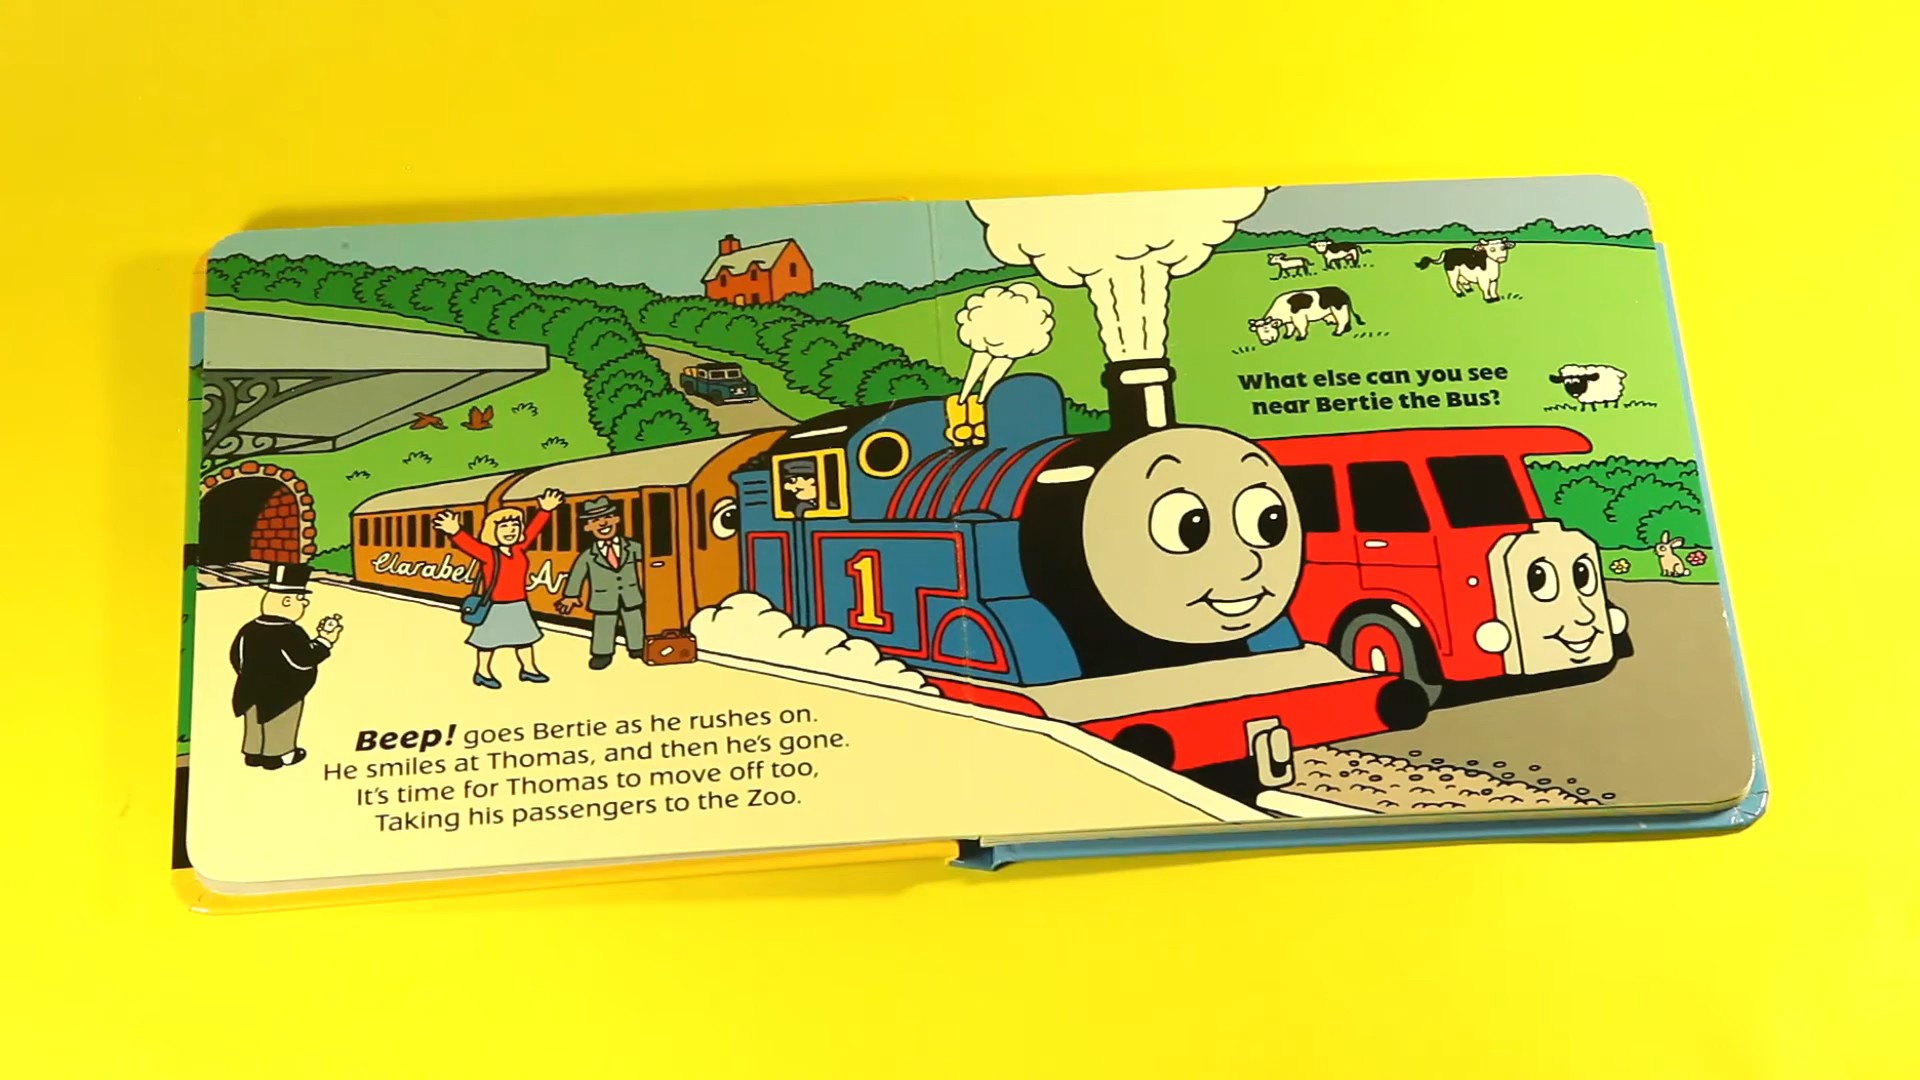 Clarabel
An
1
Beep! goes Bertie as he rushes on.
He smiles at Thomas, and then he's gone.
It's time for Thomas to move off too,
Taking his passengers to the Zoo.
What else can you see
near Bertie the Bus?